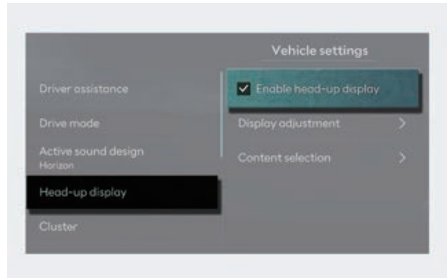 Vehicle settings
Driver assistance
Drive mode
Active sound design
Horizon
Head-up display
Cluster
Enable head-up display
Display adjustment
Content selection